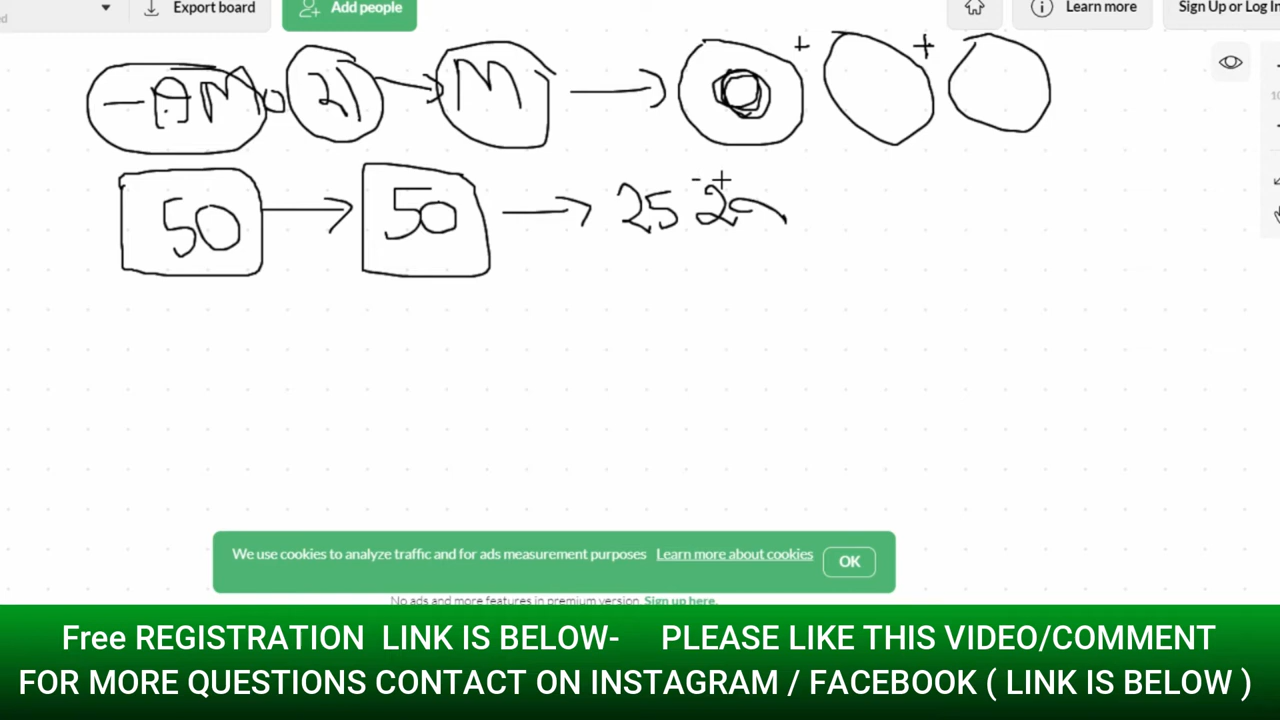 Export board Add people Learn more Sign Up or Log In
AM 21 M + +
50 50 25
We use cookies to analyze traffic and for ads measurement purposes Learn more about cookies OK
No ads and more features in premium version. Sign up here.
Free REGISTRATION LINK IS BELOW- PLEASE LIKE THIS VIDEO/COMMENT
FOR MORE QUESTIONS CONTACT ON INSTAGRAM / FACEBOOK ( LINK IS BELOW )